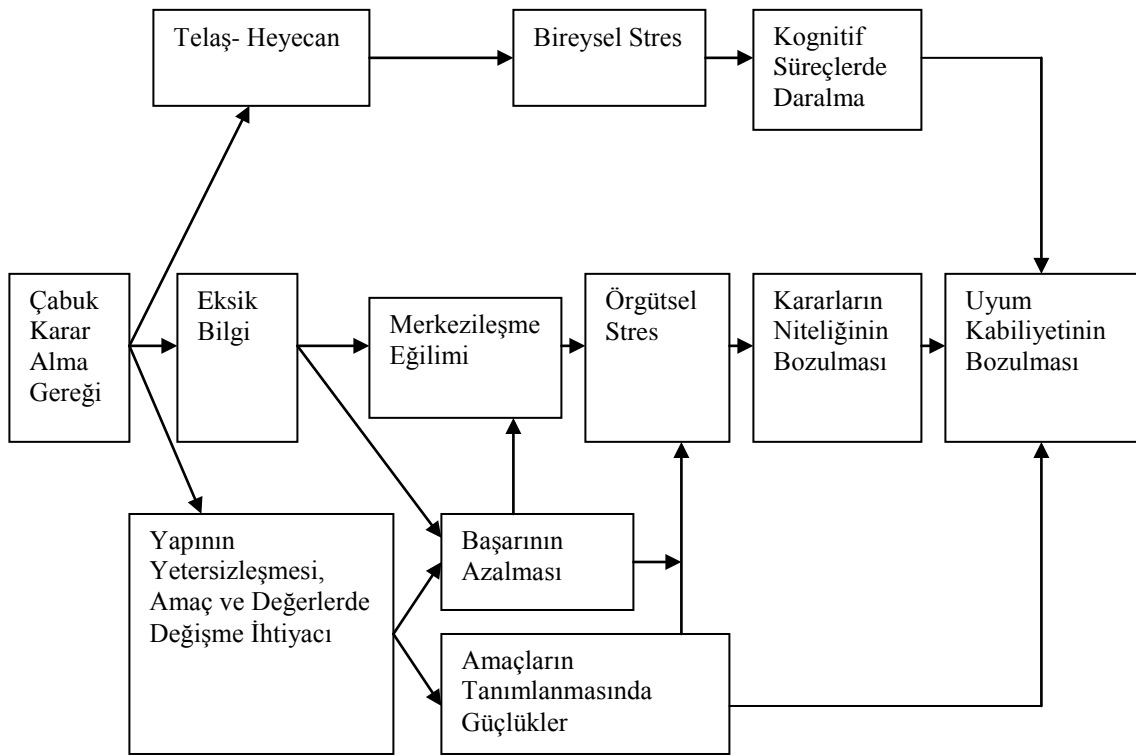 Telaş- Heyecan
Bireysel Stres
Kognitif
Süreçlerde
Daralma
Çabuk
Karar
Alma
Gereği
Eksik
Bilgi
Merkezileşme
Eğilimi
Örgütsel
Stres
Kararların
Niteliğinin
Bozulması
Uyum
Kabiliyetinin
Bozulması
Yapının
Yetersizleşmesi,
Amaç ve Değerlerde
Değişme İhtiyacı
Başarının
Azalması
Amaçların
Tanımlanmasında
Güçlükler